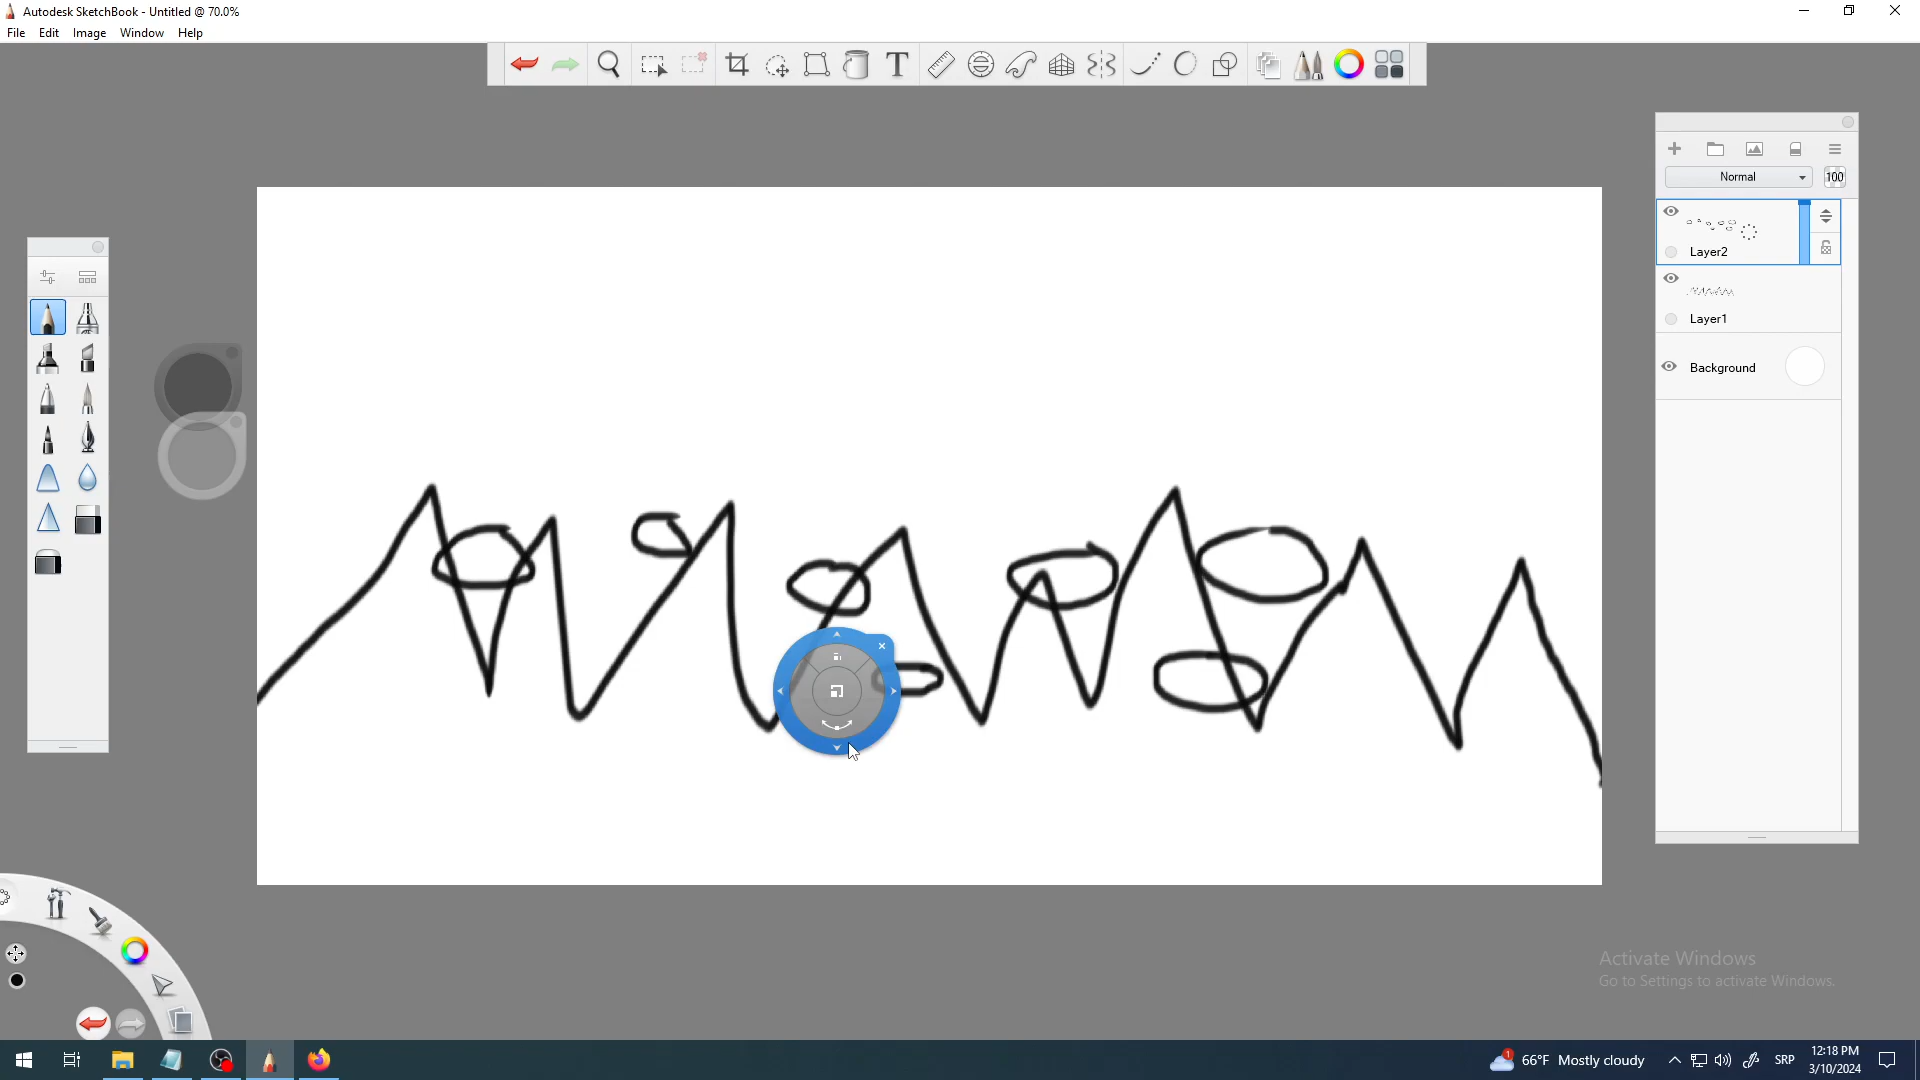 Autodesk SketchBook - Untitled @ 70.0%
File Edit Image Window Help
T
Normal 100
Layer2
Layer1
Background
Activate Windows
Go to Settings to activate Windows.
1 66°F Mostly cloudy SRP 12:18 PM
3/10/2024